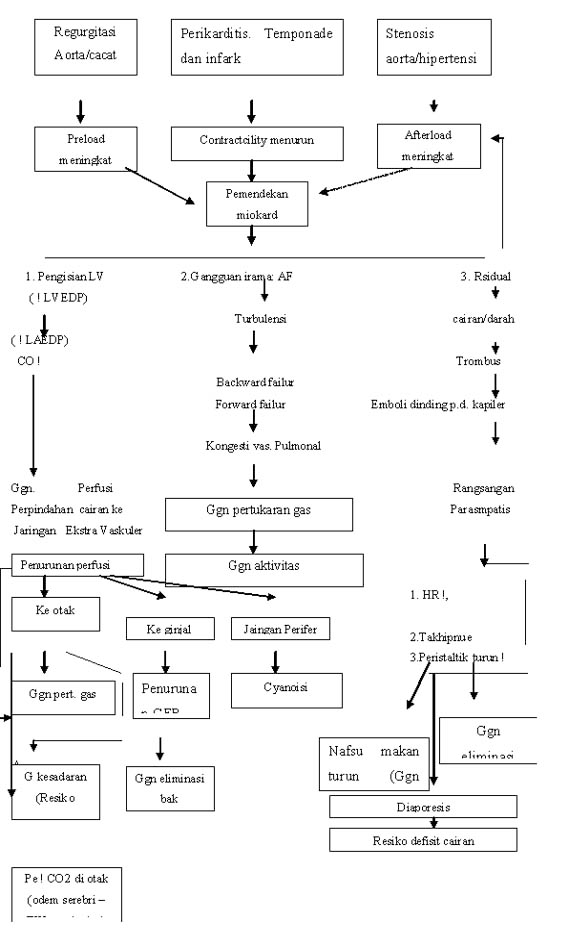 Regurgitasi
Aorta/cacat
Perikarditis. Temponade
dan infark
Stenosis
aorta/hipertensi
Preload
meningkat
Contractcility menurun
Afterload
meningkat
Pemendekan
miokard
1. Pengisian LV
( ! LVEDP)
2.Gangguan irama: AF
3. Rsidual
Turbulensi
cairan/darah
( ! LAEDP)
CO !
Trombus
Backward failur
Forward failur
Emboli dinding p.d. kapiler
Kongesti vas. Pulmonal
Ggn. Perfusi
Perpindahan cairan ke
Jaringan Ekstra Vaskuler
Rangsangan
Parasmpatis
Ggn pertukaran gas
Ggn aktivitas
Penurunan perfusi
Ke otak
Ke ginjal
Jaingan Perifer
1. HR !,
2.Takhipnue
3.Peristaltik turun !
Ggn pert. gas
Penuruna
n GFR
Cyanoisi
Ggn
eliminasi
Nafsu makan
turun (Ggn
G kesadaran
(Resiko
Ggn eliminasi
bak
Diaporesis
Resiko defisit cairan
Pe ! CO2 di otak
(odem serebri –